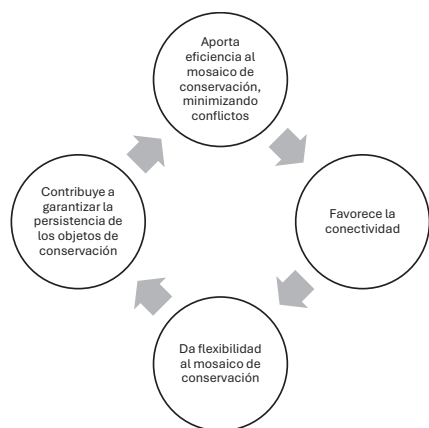 Aporta
eficiencia al
mosaico de
conservación,
minimizando
conflictos
Favorece la
conectividad
Da flexibilidad
al mosaico de
conservación
Contribuye a
garantizar la
persistencia de
los objetos de
conservación